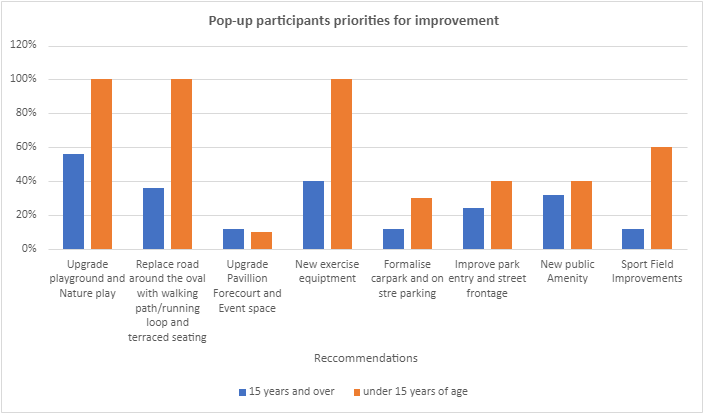 Pop-up participants priorities for improvement
120%
100%
80%
60%
40%
20%
0%
Upgrade
playground and
Nature play
Replace road
around the oval
with walking
path/running
loop and
terraced seating
Upgrade
Pavillion
Forecourt and
Event space
New exercise
equiptment
Formalise
carpark and on
stre parking
Improve park
entry and street
frontage
New public
Amenity
Sport Field
Improvements
Reccommendations
15 years and over
under 15 years of age